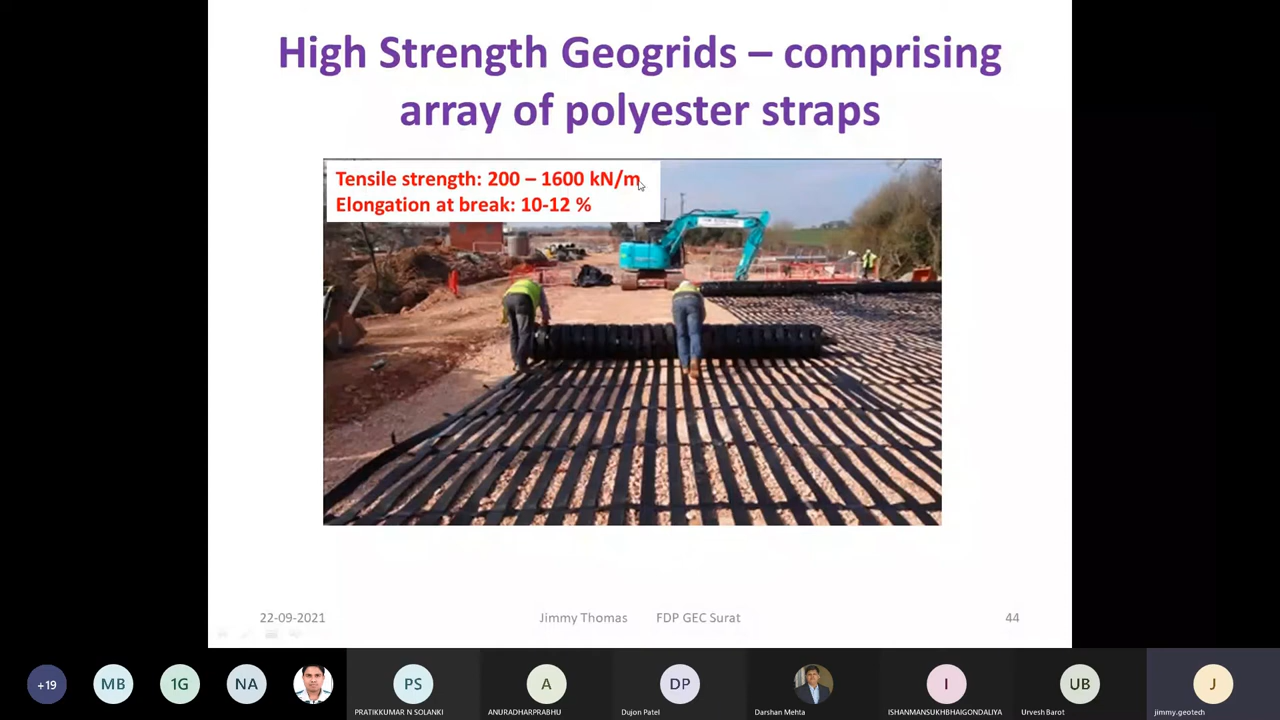 High Strength Geogrids – comprising
array of polyester straps
Tensile strength: 200 – 1600 kN/m
Elongation at break: 10-12 %
22-09-2021
Jimmy Thomas FDP GEC Surat
44
+19
MB
1G
NA
PS
A
DP
I
UB
J
PRATIKKUMAR N SOLANKI
ANURADHARPRABHU
Dujon Patel
Darshan Mehta
ISHANMANSUKHBHAIGONDALIYA
Urvesh Barot
jimmy.geotech